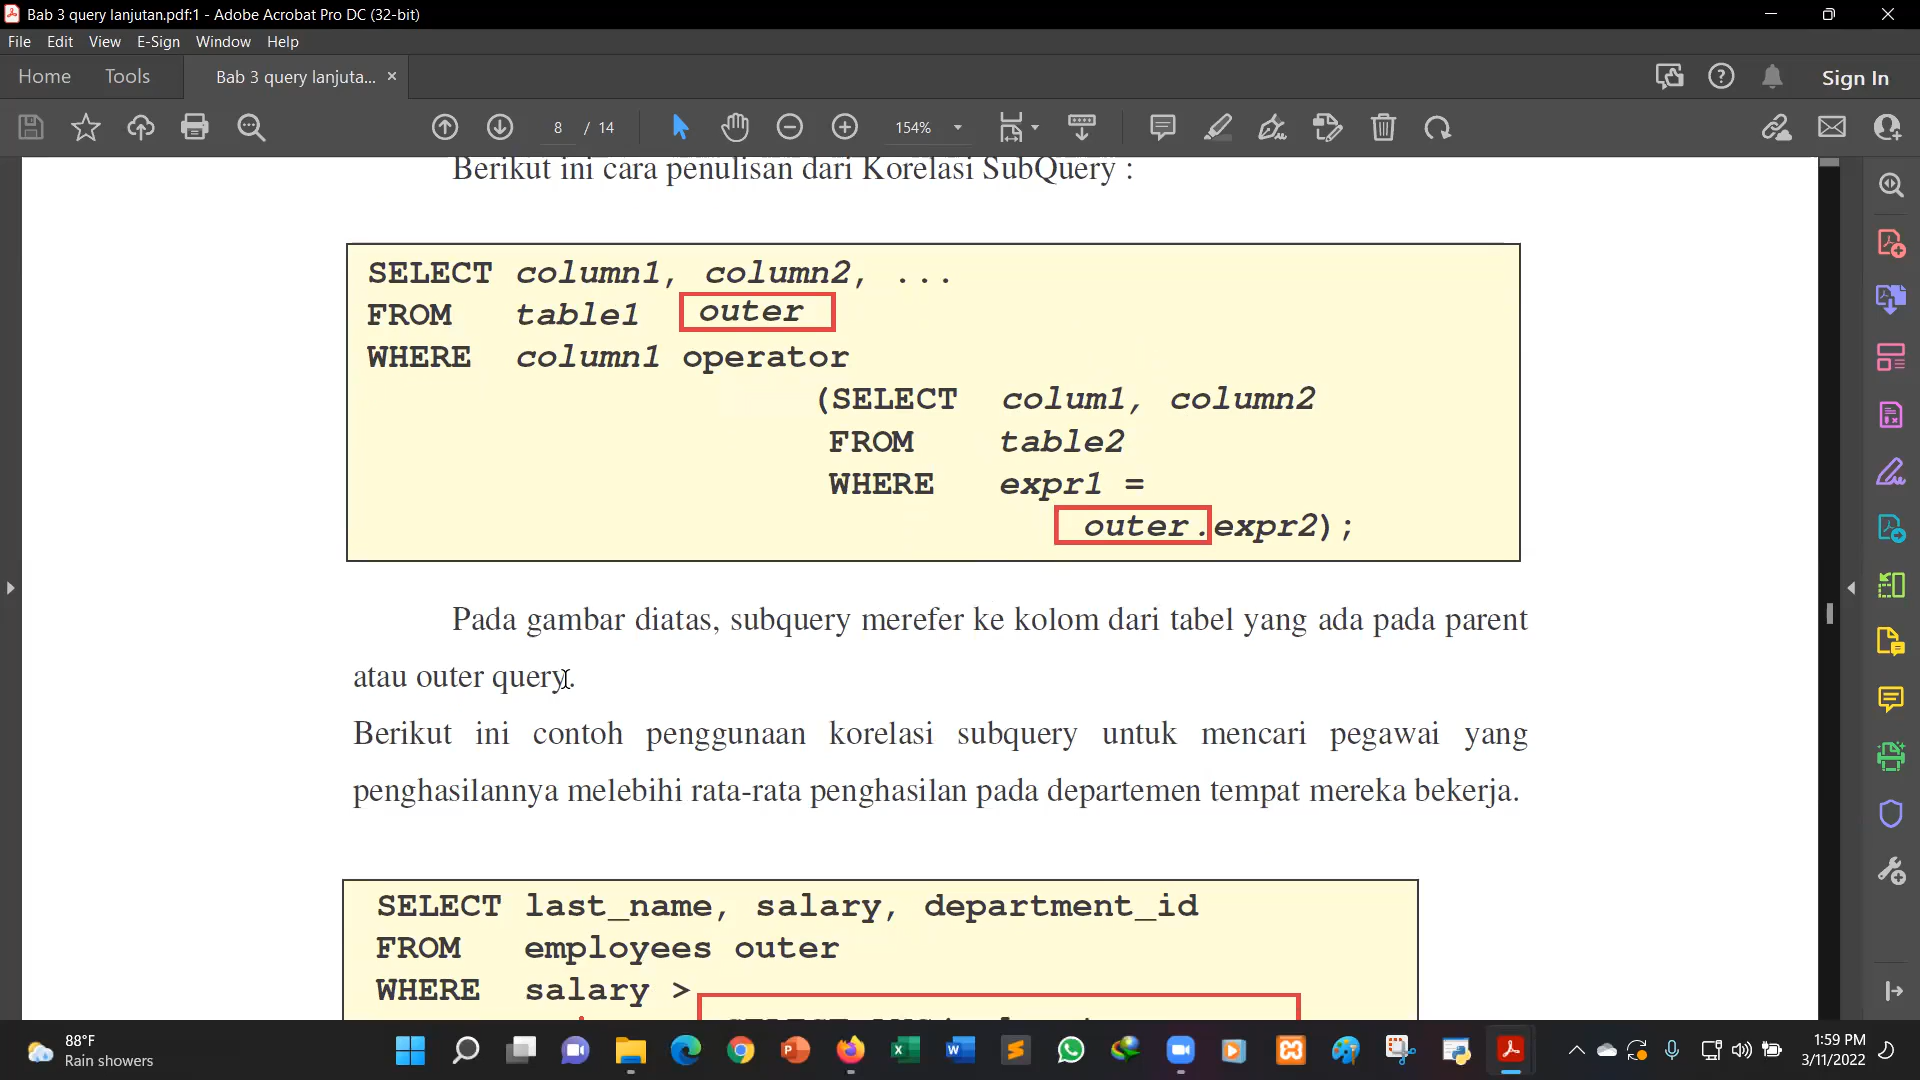 Bab 3 query lanjutan.pdf:1 - Adobe Acrobat Pro DC (32-bit)
File Edit View E-Sign Window Help
Home Tools Bab 3 query lanjuta... × Sign In
8 / 14 154%
Berikut ini cara penulisan dari Korelasi SubQuery :
SELECT column1, column2, ...
FROM table1 outer
WHERE column1 operator
(SELECT colum1, column2
FROM table2
WHERE expr1 =
outer.expr2);
Pada gambar diatas, subquery merefer ke kolom dari tabel yang ada pada parent
atau outer query.
Berikut ini contoh penggunaan korelasi subquery untuk mencari pegawai yang
penghasilannya melebihi rata-rata penghasilan pada departemen tempat mereka bekerja.
SELECT last_name, salary, department_id
FROM employees outer
WHERE salary >
88°F
Rain showers
1:59 PM
3/11/2022